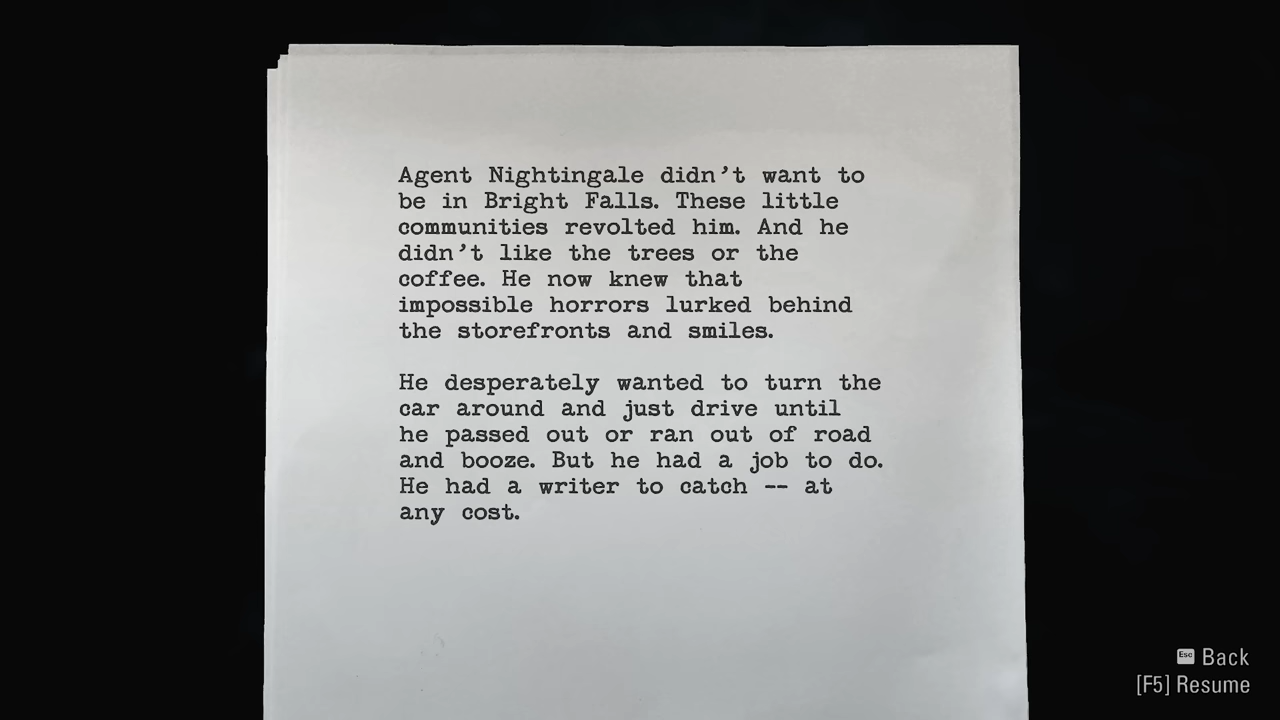 Agent Nightingale didn't want to
be in Bright Falls. These little
communities revolted him. And he
didn't like the trees or the
coffee. He now knew that
impossible horrors lurked behind
the storefronts and smiles.
He desperately wanted to turn the
car around and just drive until
he passed out or ran out of road
and booze. But he had a job to do.
He had a writer to catch -- at
any cost.
Esc Back
[F5] Resume